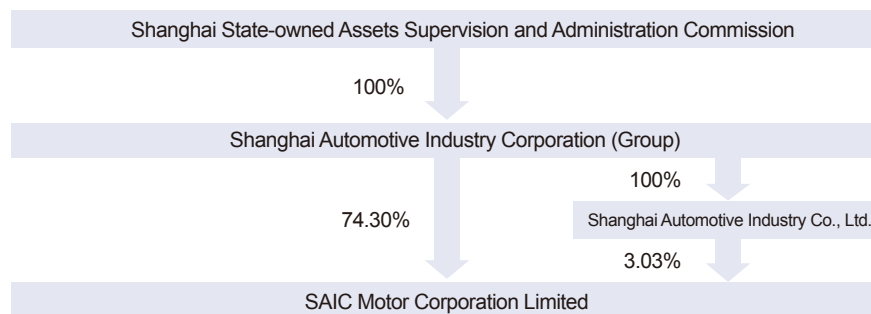 Shanghai State-owned Assets Supervision and Administration Commission
100%
Shanghai Automotive Industry Corporation (Group)
100%
74.30%
Shanghai Automotive Industry Co., Ltd.
3.03%
SAIC Motor Corporation Limited